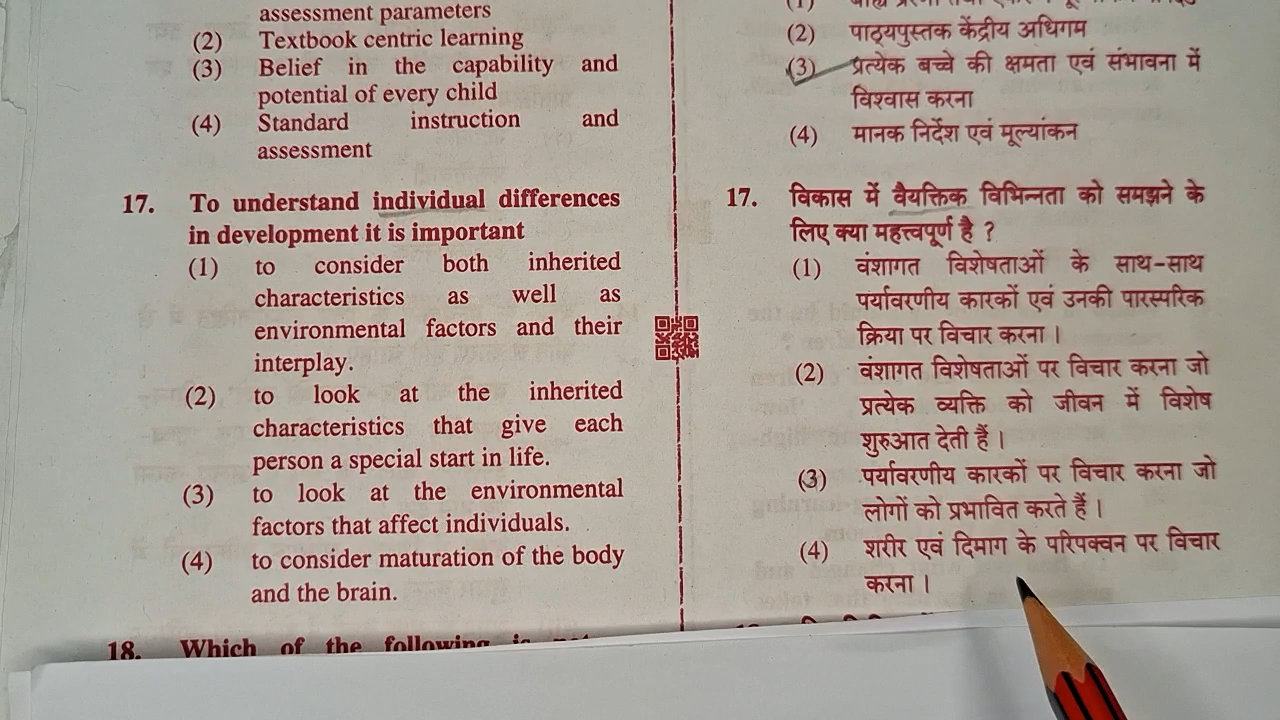 assessment parameters
(2) Textbook centric learning
(3) Belief in the capability and
potential of every child
(4) Standard instruction and
assessment
17. To understand individual differences
in development it is important
(1) to consider both inherited
characteristics as well as
environmental factors and their
interplay.
(2) to look at the inherited
characteristics that give each
person a special start in life.
(3) to look at the environmental
factors that affect individuals.
(4) to consider maturation of the body
and the brain.
18. Which of the following is
(1)
(2) पाठ्यपुस्तक केंद्रीय अधिगम
(3) प्रत्येक बच्चे की क्षमता एवं संभावना में
विश्वास करना
(4) मानक निर्देश एवं मूल्यांकन
17. विकास में वैयक्तिक विभिन्नता को समझने के
लिए क्या महत्त्वपूर्ण है ?
(1) वंशागत विशेषताओं के साथ-साथ
पर्यावरणीय कारकों एवं उनकी पारस्परिक
क्रिया पर विचार करना ।
(2) वंशागत विशेषताओं पर विचार करना जो
प्रत्येक व्यक्ति को जीवन में विशेष
शुरुआत देती हैं ।
(3) पर्यावरणीय कारकों पर विचार करना जो
लोगों को प्रभावित करते हैं ।
(4) शरीर एवं दिमाग के परिपक्वन पर विचार
करना ।